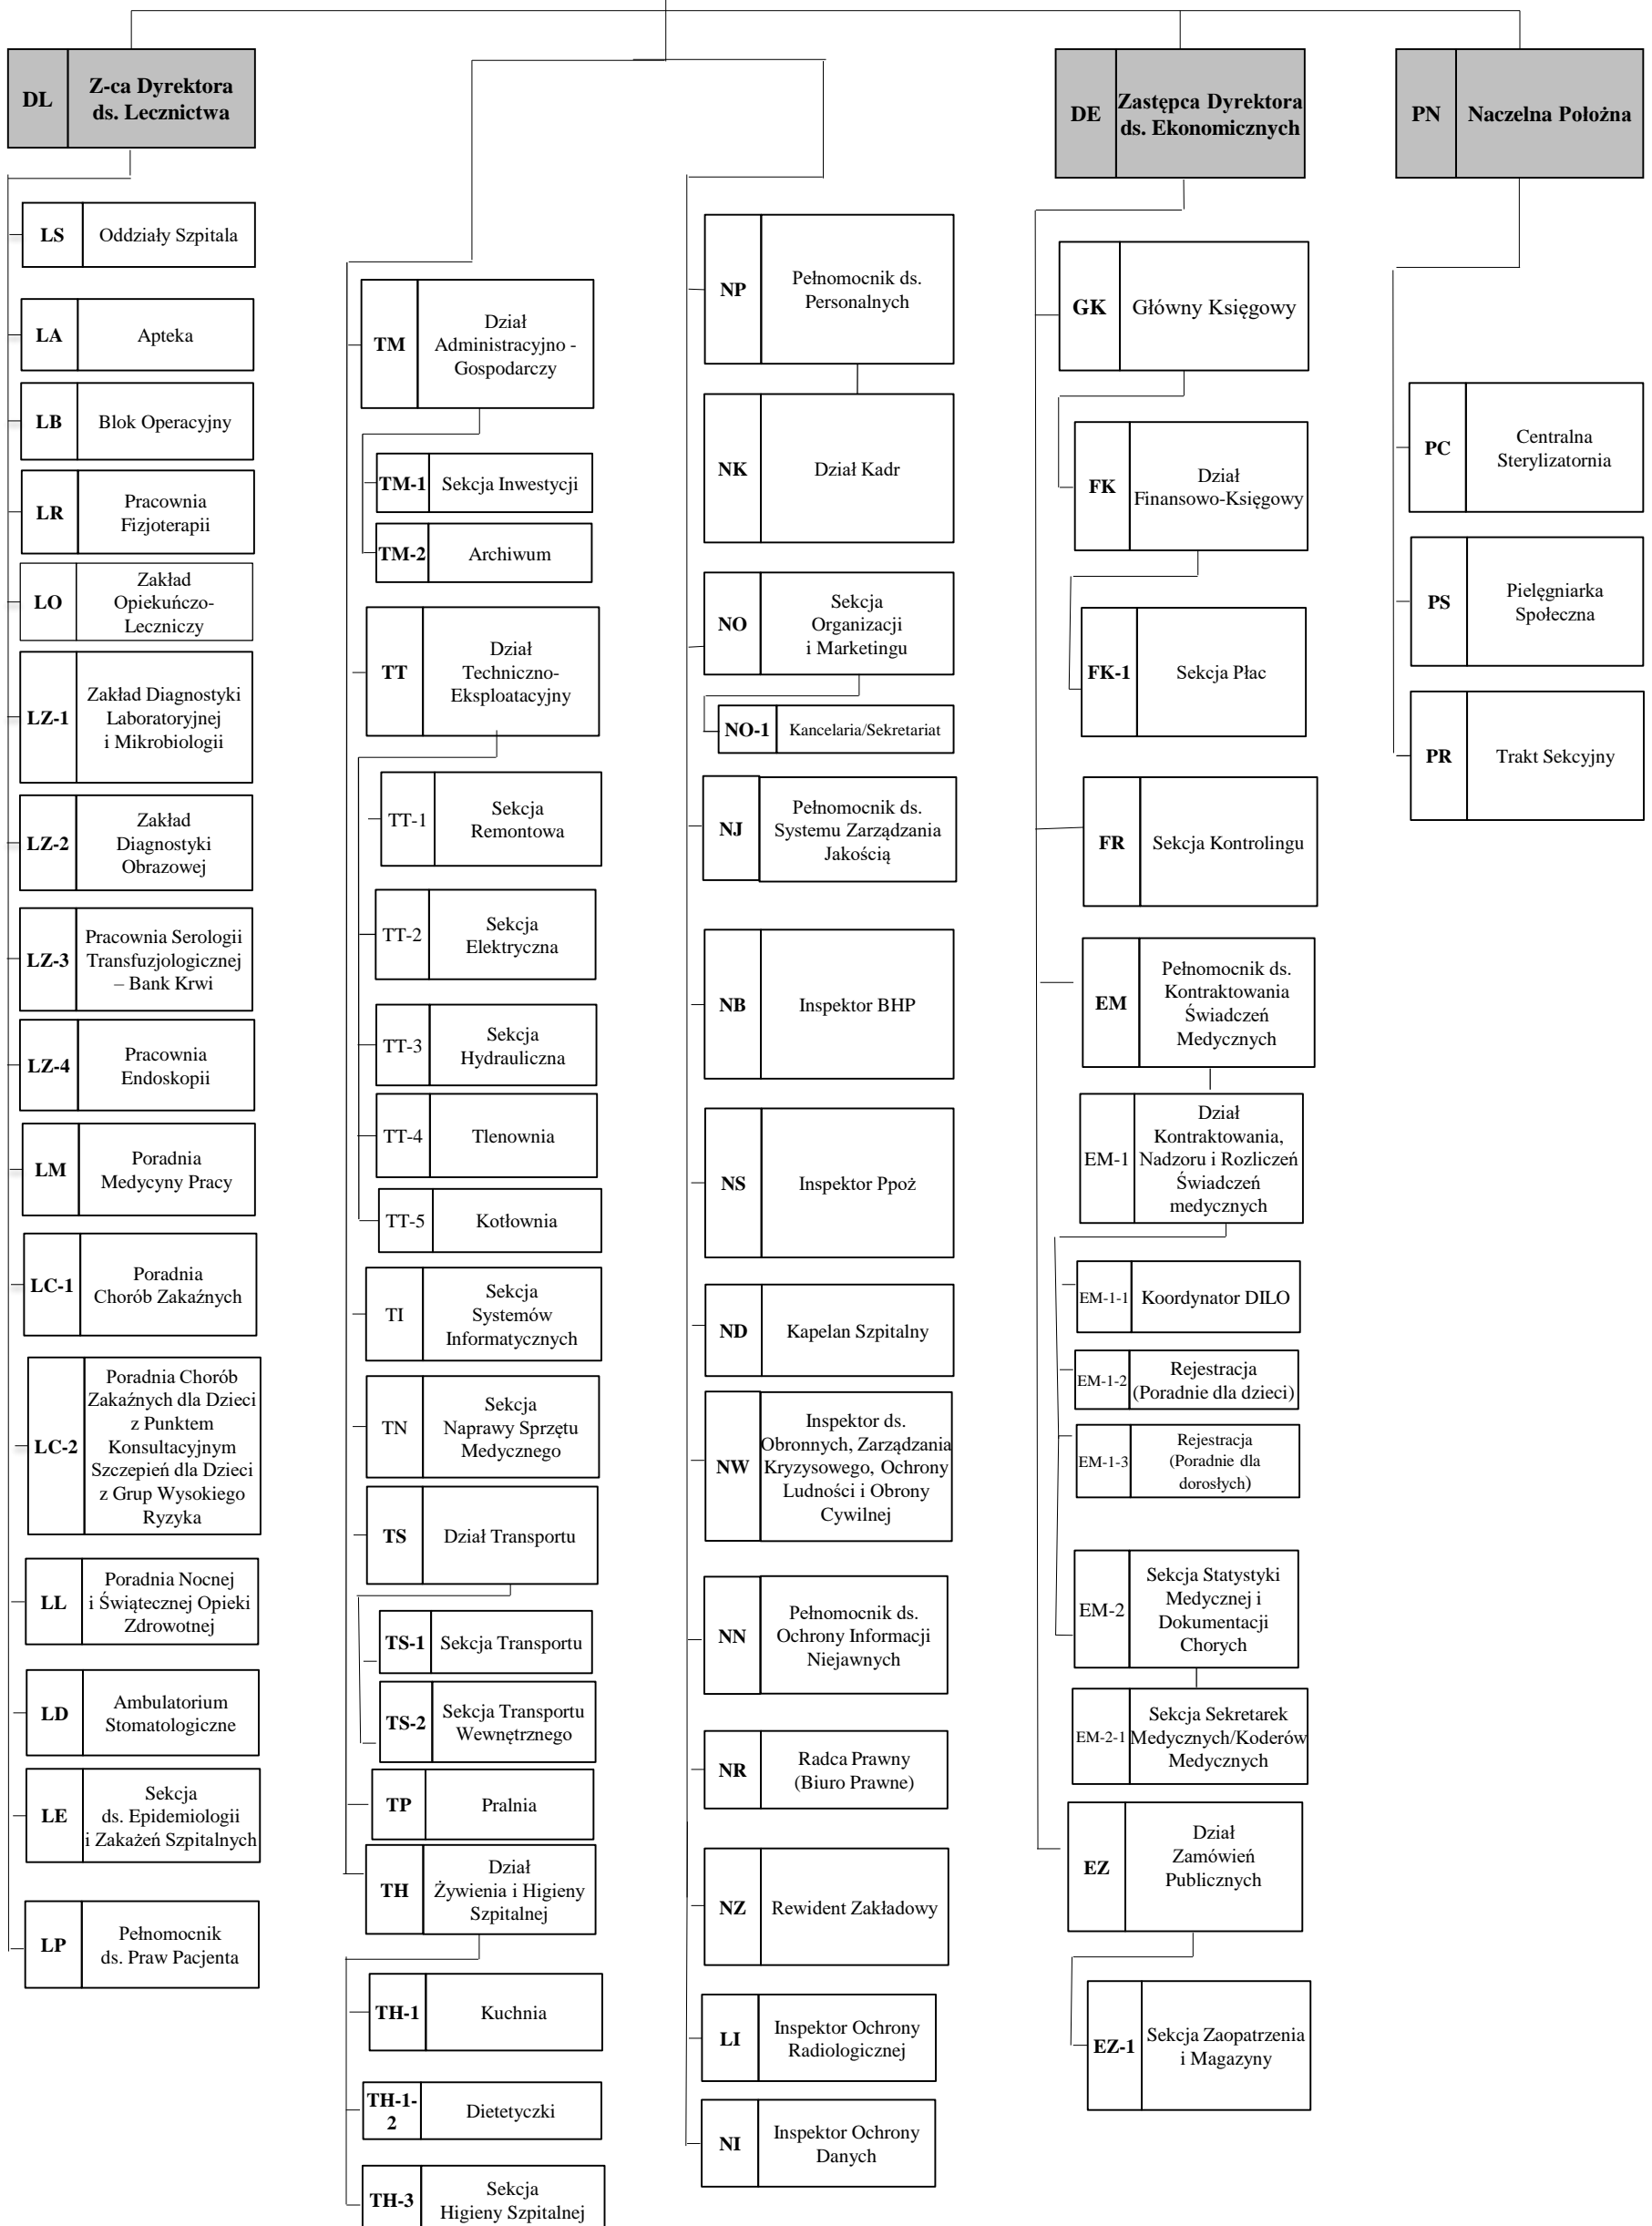 DL
Z-ca Dyrektora
ds. Lecznictwa
DE
Zastępca Dyrektora
ds. Ekonomicznych
PN
Naczelna Położna
LS
Oddziały Szpitala
LA
Apteka
LB
Blok Operacyjny
LR
Pracownia
Fizjoterapii
LO
Zakład
Opiekuńczo-
Leczniczy
LZ-1
Zakład Diagnostyki
Laboratoryjnej
i Mikrobiologii
LZ-2
Zakład
Diagnostyki
Obrazowej
LZ-3
Pracownia Serologii
Transfuzjologicznej
– Bank Krwi
LZ-4
Pracownia
Endoskopii
LM
Poradnia
Medycyny Pracy
LC-1
Poradnia
Chorób Zakaźnych
LC-2
Poradnia Chorób
Zakaźnych dla Dzieci
z Punktem
Konsultacyjnym
Szczepień dla Dzieci
z Grup Wysokiego
Ryzyka
LL
Poradnia Nocnej
i Świątecznej Opieki
Zdrowotnej
LD
Ambulatorium
Stomatologiczne
LE
Sekcja
ds. Epidemiologii
i Zakażeń Szpitalnych
LP
Pełnomocnik
ds. Praw Pacjenta
TM
Dział
Administracyjno -
Gospodarczy
TM-1
Sekcja Inwestycji
TM-2
Archiwum
TT
Dział
Techniczno-
Eksploatacyjny
TT-1
Sekcja
Remontowa
TT-2
Sekcja
Elektryczna
TT-3
Sekcja
Hydrauliczna
TT-4
Tlenownia
TT-5
Kotłownia
TI
Sekcja
Systemów
Informatycznych
TN
Sekcja
Naprawy Sprzętu
Medycznego
TS
Dział Transportu
TS-1
Sekcja Transportu
TS-2
Sekcja Transportu
Wewnętrznego
TP
Pralnia
TH
Dział
Żywienia i Higieny
Szpitalnej
TH-1
Kuchnia
TH-1-
2
Dietetyczki
TH-3
Sekcja
Higieny Szpitalnej
NP
Pełnomocnik ds.
Personalnych
NK
Dział Kadr
NO
Sekcja
Organizacji
i Marketingu
NO-1
Kancelaria/Sekretariat
NJ
Pełnomocnik ds.
Systemu Zarządzania
Jakością
NB
Inspektor BHP
NS
Inspektor Ppoż
ND
Kapelan Szpitalny
NW
Inspektor ds.
Obronnych, Zarządzania
Kryzysowego, Ochrony
Ludności i Obrony
Cywilnej
NN
Pełnomocnik ds.
Ochrony Informacji
Niejawnych
NR
Radca Prawny
(Biuro Prawne)
NZ
Rewident Zakładowy
LI
Inspektor Ochrony
Radiologicznej
NI
Inspektor Ochrony
Danych
GK
Główny Księgowy
FK
Dział
Finansowo-Księgowy
FK-1
Sekcja Płac
FR
Sekcja Kontrolingu
EM
Pełnomocnik ds.
Kontraktowania
Świadczeń
Medycznych
EM-1
Dział
Kontraktowania,
Nadzoru i Rozliczeń
Świadczeń
medycznych
EM-1-1
Koordynator DILO
EM-1-2
Rejestracja
(Poradnie dla dzieci)
EM-1-3
Rejestracja
(Poradnie dla
dorosłych)
EM-2
Sekcja Statystyki
Medycznej i
Dokumentacji
Chorych
EM-2-1
Sekcja Sekretarek
Medycznych/Koderów
Medycznych
EZ
Dział
Zamówień
Publicznych
EZ-1
Sekcja Zaopatrzenia
i Magazyny
PC
Centralna
Sterylizatornia
PS
Pielęgniarka
Społeczna
PR
Trakt Sekcyjny